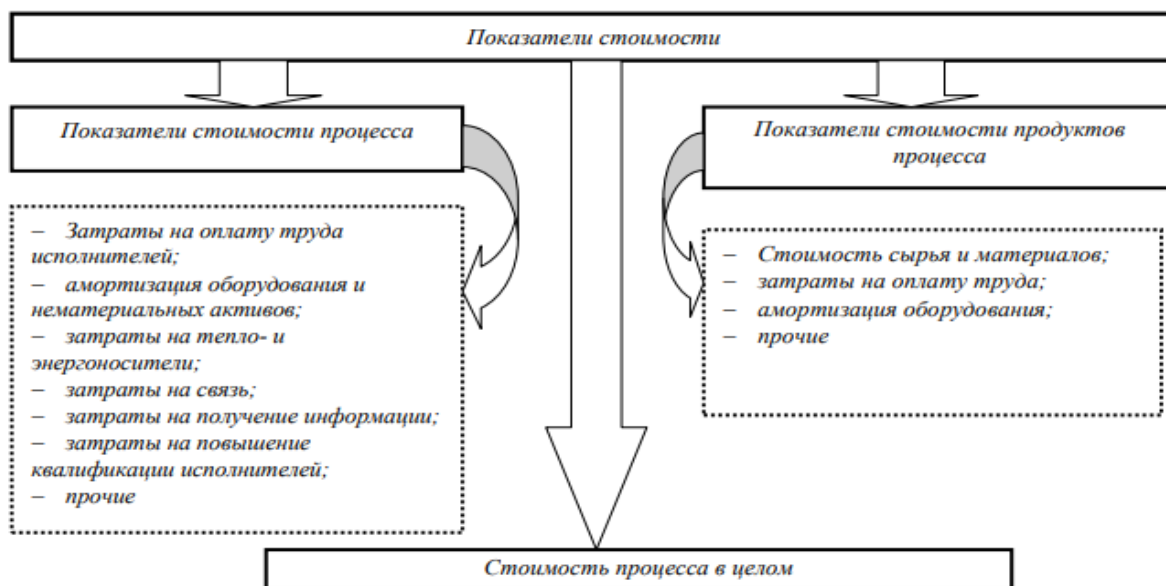 Показатели стоимости
Показатели стоимости процесса
Показатели стоимости продуктов
процесса
– Затраты на оплату труда
исполнителей;
– амортизация оборудования и
нематериальных активов;
– затраты на тепло- и
энергоносители;
– затраты на связь;
– затраты на получение информации;
– затраты на повышение
квалификации исполнителей;
– прочие
– Стоимость сырья и материалов;
– затраты на оплату труда;
– амортизация оборудования;
– прочие
Стоимость процесса в целом